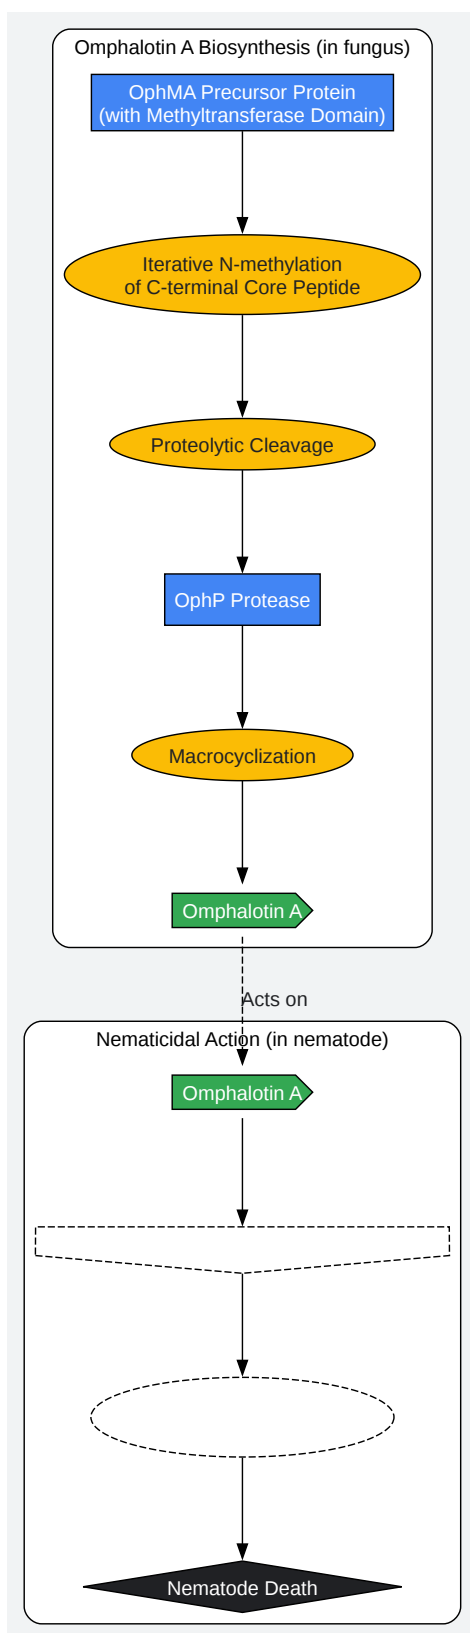 Omphalotin A Biosynthesis (in fungus)
OphMA Precursor Protein
(with Methyltransferase Domain)
Iterative N-methylation
of C-terminal Core Peptide
Proteolytic Cleavage
OphP Protease
Macrocyclization
Omphalotin A
Acts on
Nematicidal Action (in nematode)
Omphalotin A
Nematode Death